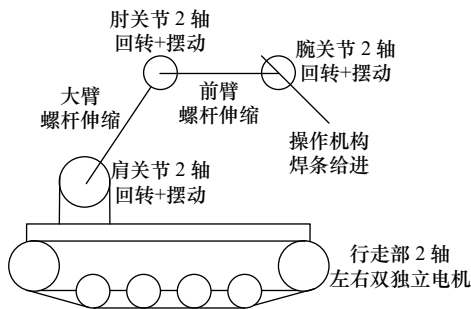 肘关节 2 轴
回转+摆动
腕关节 2 轴
回转+摆动
大臂
螺杆伸缩
前臂
螺杆伸缩
操作机构
焊条给进
肩关节 2 轴
回转+摆动
行走部 2 轴
左右双独立电机